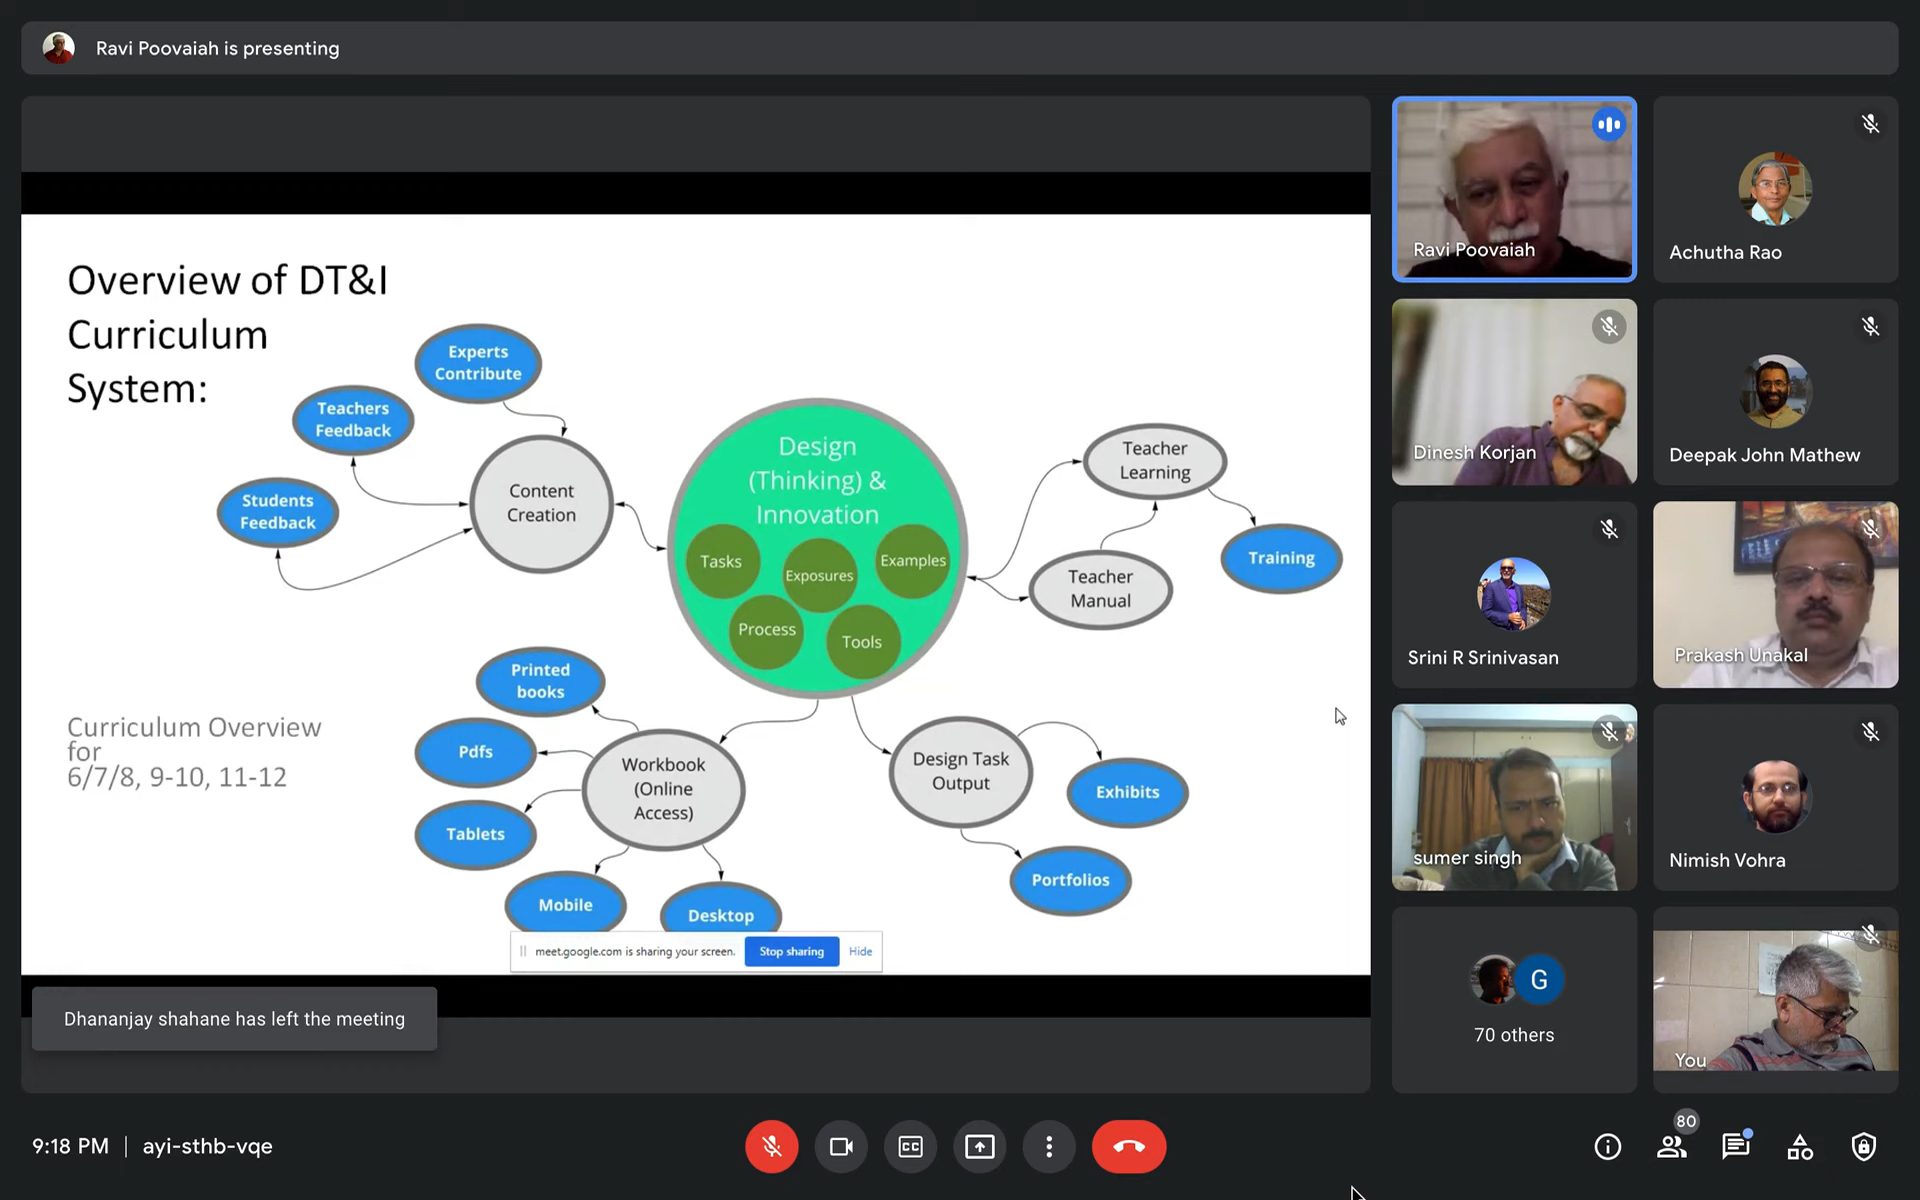 Ravi Poovaiah is presenting
Overview of DT&I
Curriculum
System:
Experts
Contribute
Teachers
Feedback
Students
Feedback
Content
Creation
Design
(Thinking) &
Innovation
Tasks
Exposures
Examples
Process
Tools
Teacher
Learning
Training
Teacher
Manual
Curriculum Overview
for
6/7/8, 9-10, 11-12
Printed
books
Pdfs
Tablets
Mobile
Desktop
Workbook
(Online
Access)
Design Task
Output
Exhibits
Portfolios
meet.google.com is sharing your screen.
Stop sharing
Hide
Dhananjay shahane has left the meeting
Ravi Poovaiah
Achutha Rao
Dinesh Korjan
Deepak John Mathew
Srini R Srinivasan
Prakash Unakal
sumer singh
Nimish Vohra
G
70 others
You
9:18 PM | ayi-sthb-vqe
CC
80